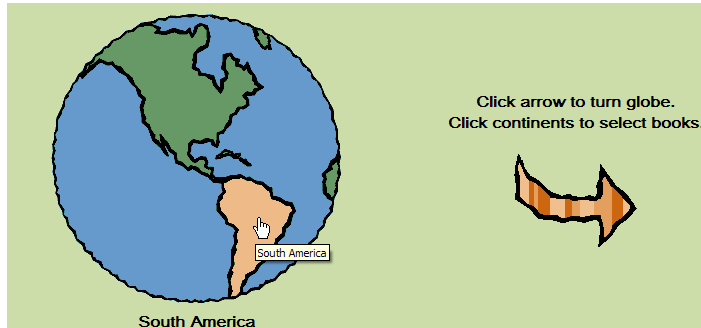 Click arrow to turn globe.
Click continents to select books.
South America
South America